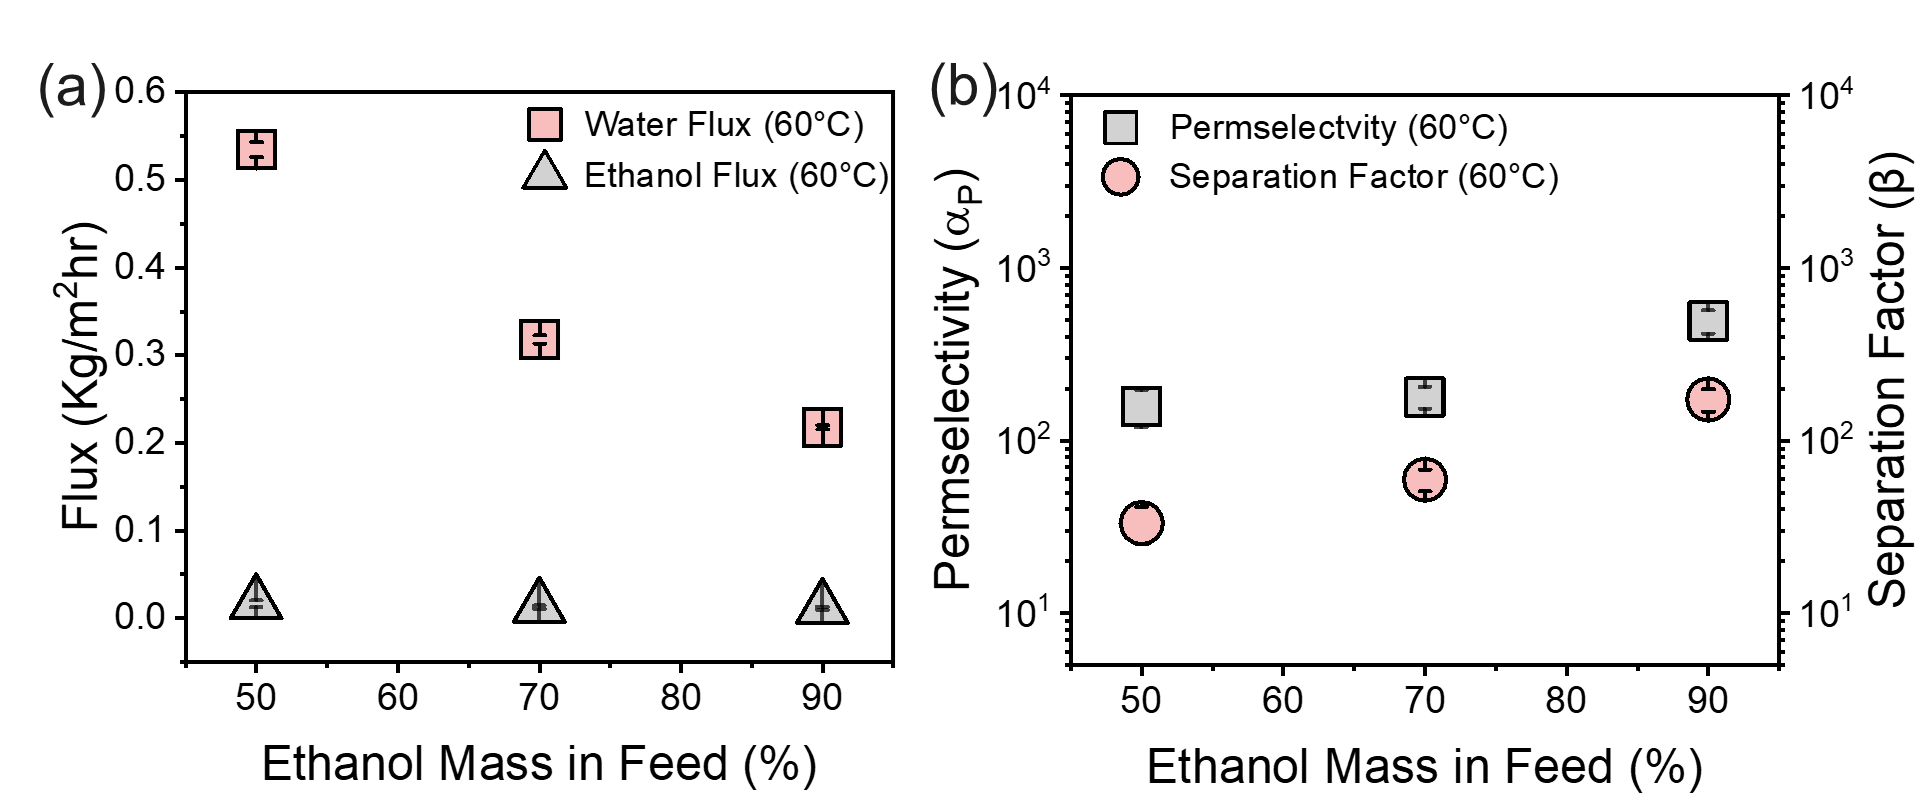 (a)
0.6
0.5
0.4
0.3
0.2
0.1
0.0
Flux (Kg/m²hr)
Water Flux (60°C)
Ethanol Flux (60°C)
50 60 70 80 90
Ethanol Mass in Feed (%)
(b)
10⁴
10³
10²
10¹
Permselectivity (αP)
Permselectvity (60°C)
Separation Factor (60°C)
10⁴
10³
10²
10¹
Separation Factor (β)
50 60 70 80 90
Ethanol Mass in Feed (%)